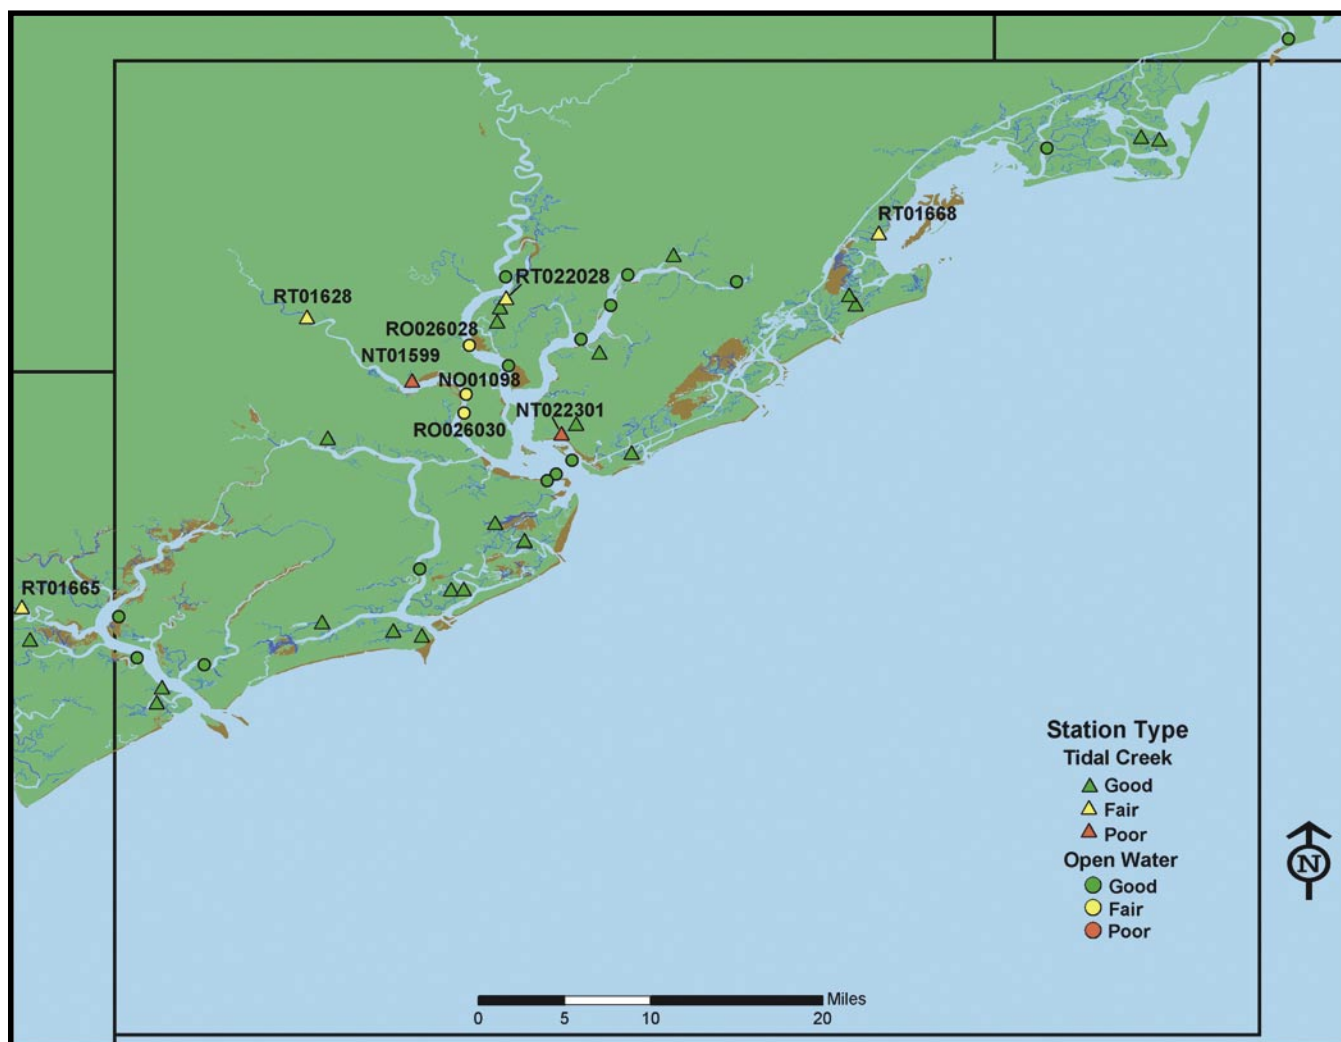 RT01668
RT022028
RT01628
RO026028
NT01599
NO01098
NT022301
RO026030
RT01665
Station Type
Tidal Creek
Good
Fair
Poor
Open Water
Good
Fair
Poor
N
Miles
0 5 10 20